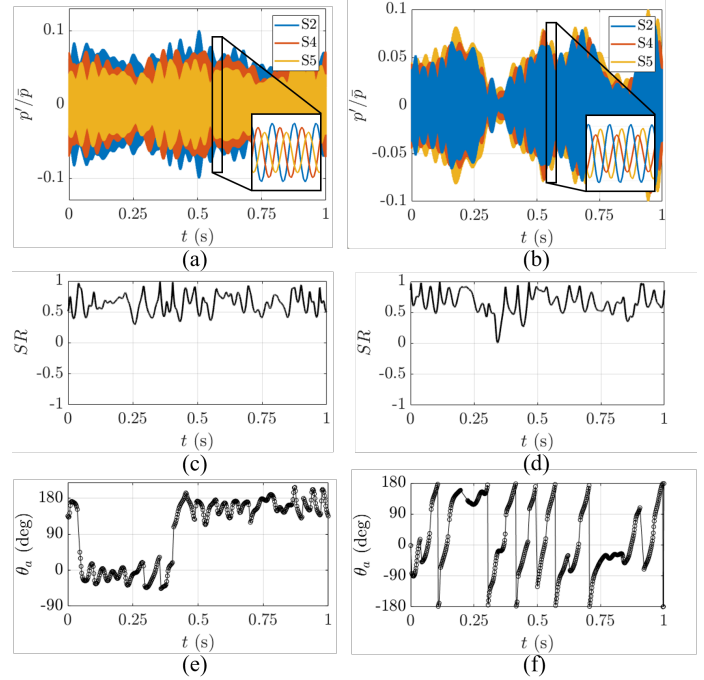 0.1
0
-0.1
p′/p̄
S2
S4
S5
0 0.25 0.5 0.75 1
t (s)
(a)
0.1
0.05
0
-0.05
-0.1
p′/p̄
S2
S4
S5
0 0.25 0.5 0.75 1
t (s)
(b)
1
0.5
0
-0.5
-1
SR
0 0.25 0.5 0.75 1
t (s)
(c)
1
0.5
0
-0.5
-1
SR
0 0.25 0.5 0.75 1
t (s)
(d)
180
90
0
-90
θa (deg)
0 0.25 0.5 0.75 1
t (s)
(e)
180
90
0
-90
-180
θa (deg)
0 0.25 0.5 0.75 1
t (s)
(f)